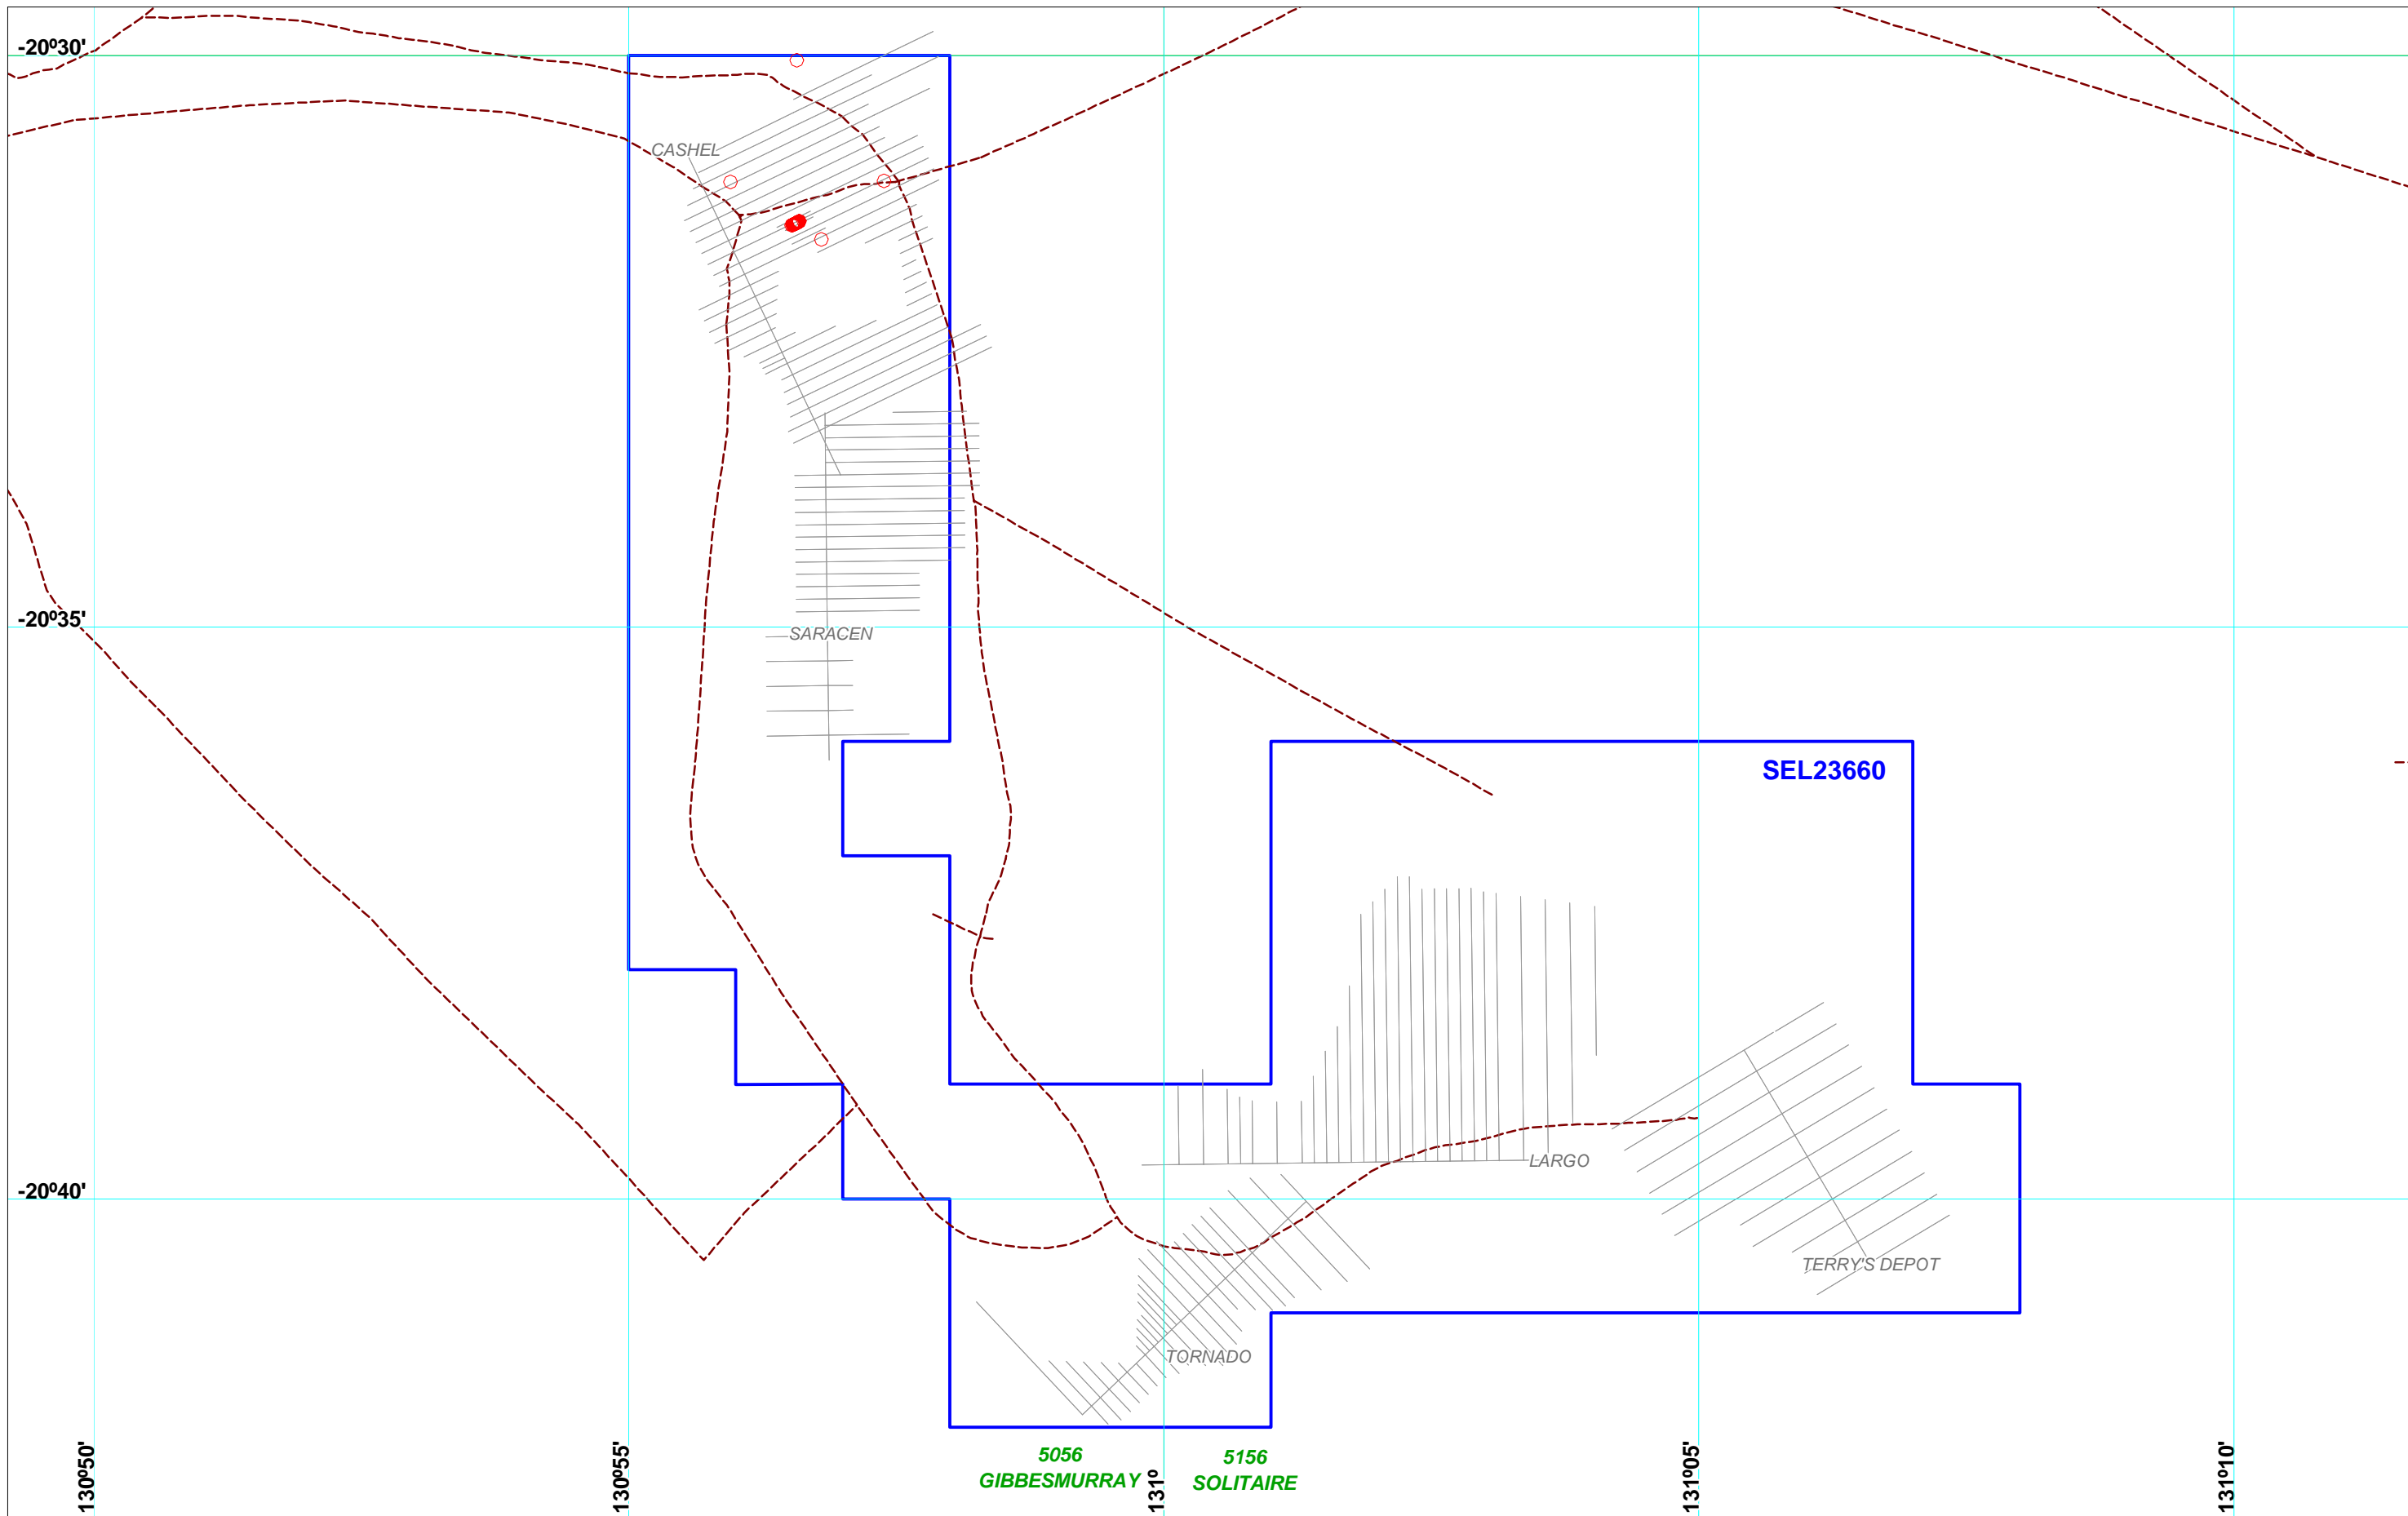 -20º30'
CASHEL
-20º35'
SARACEN
SEL23660
-20º40'
LARGO
TERRY'S DEPOT
TORNADO
5056
GIBBESMURRAY
5156
SOLITAIRE
130º50'
130º55'
131º
131º05'
131º10'